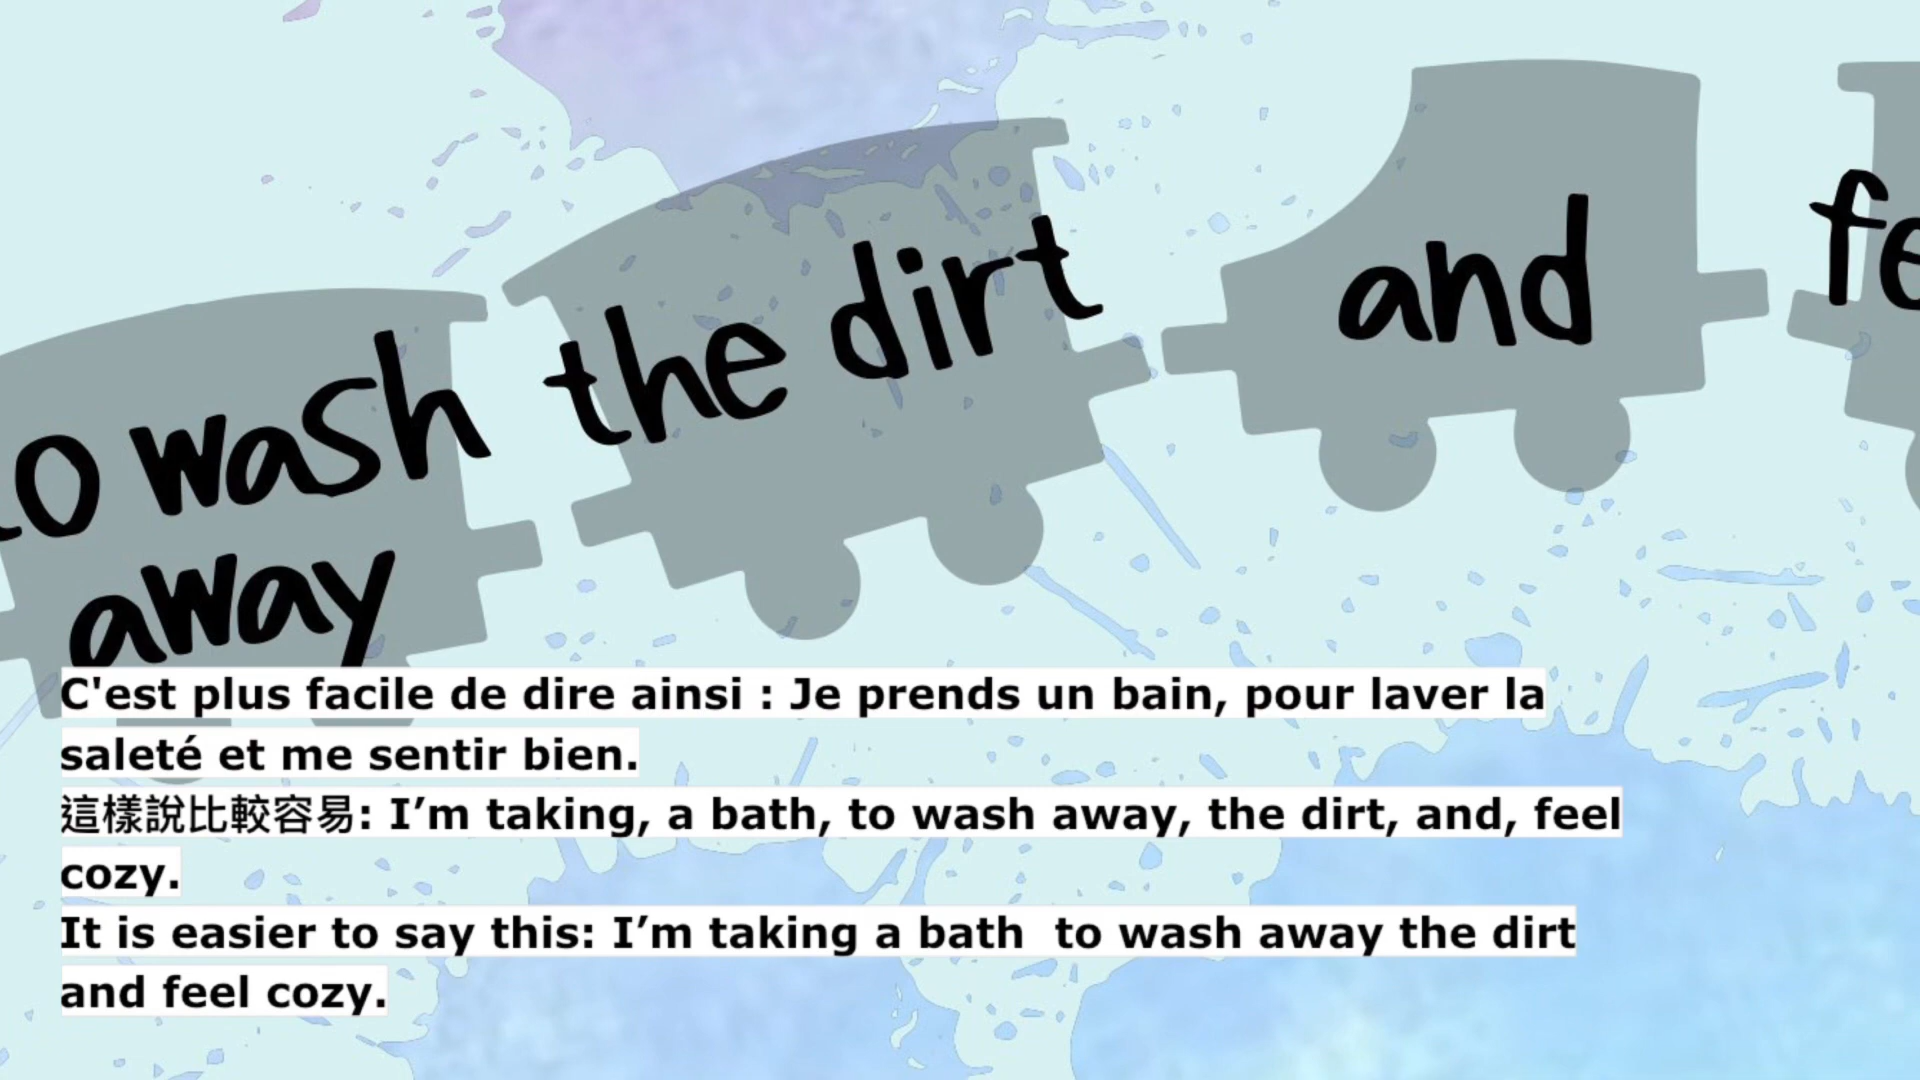 to wash
away
the dirt
and
fe
C'est plus facile de dire ainsi : Je prends un bain, pour laver la
saleté et me sentir bien.
這樣說比較容易: I’m taking, a bath, to wash away, the dirt, and, feel
cozy.
It is easier to say this: I’m taking a bath  to wash away the dirt
and feel cozy.